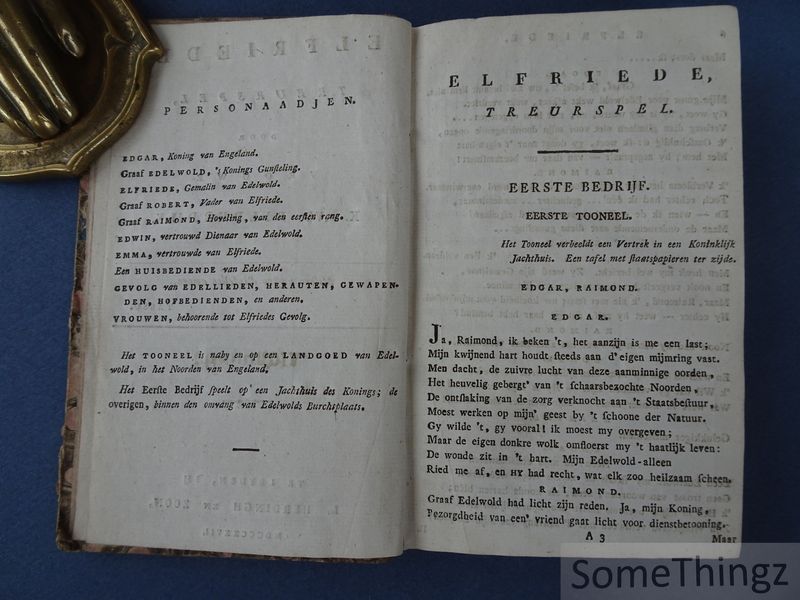 PERSONAADJEN.
EDGAR, Koning van Engeland.
Graaf EDELWOLD, 's Konings Gunſteling.
ELFRIEDE, Gemalin van Edelwold.
Graaf ROBERT, Vader van Elfriede.
Graaf RAIMOND, Hoveling, van den eerſten rang.
EDWIN, vertrouwd Dienaar van Edelwold.
EMMA, vertrouwde van Elfriede.
Een HUISBEDIENDE van Edelwold.
GEVOLG van EDELLIEDEN, HERAUTEN, GEWAPEN-
DEN, HOFBEDIENDEN, en anderen.
VROUWEN, behoorende tot Elfriedes Gevolg.
Het TOONEEL is naby en op een LANDGOED van Edel-
wold, in het Noorden van Engeland.
Het Eerſte Bedrijf ſpeelt op een Jachthuis des Konings; de
overigen, binnen den omvang van Edelwolds Burchtplaats.
ELFRIEDE,
TREURSPEL.
EERSTE BEDRIJF.
EERSTE TOONEEL.
Het Tooneel verbeeldt een Vertrek in een Koninklijk
Jachthuis. Een tafel met ſtaatspapieren ter zijde.
EDGAR, RAIMOND.
EDGAR.
Ja, Raimond, ik beken 't, het aanzijn is me een last;
Mijn kwijnend hart houdt ſteeds aan d'eigen mijmring vast.
Men dacht, de zuivre lucht van deze aanminnige oorden,
Het heuvelig gebergt' van 't ſchaarsbezochte Noorden,
De ontſlaking van de zorg verknocht aan 't Staatsbeſtuur,
Moest werken op mijn' geest by 't ſchoone der Natuur.
Gy wilde 't, gy vooral! ik moest my overgeven;
Maar de eigen donkre wolk omfloerst my 't haatlijk leven:
De wonde zit in 't hart. Mijn Edelwold-alleen
Ried me af, en HY had recht, wat elk zoo heilzaam ſcheen.
RAIMOND.
Graaf Edelwold had licht zijn reden. Ja, mijn Koning,
Bezorgdheid van een' vriend gaat licht voor dienstbetooning.
A 3
Maar
SomeThingz